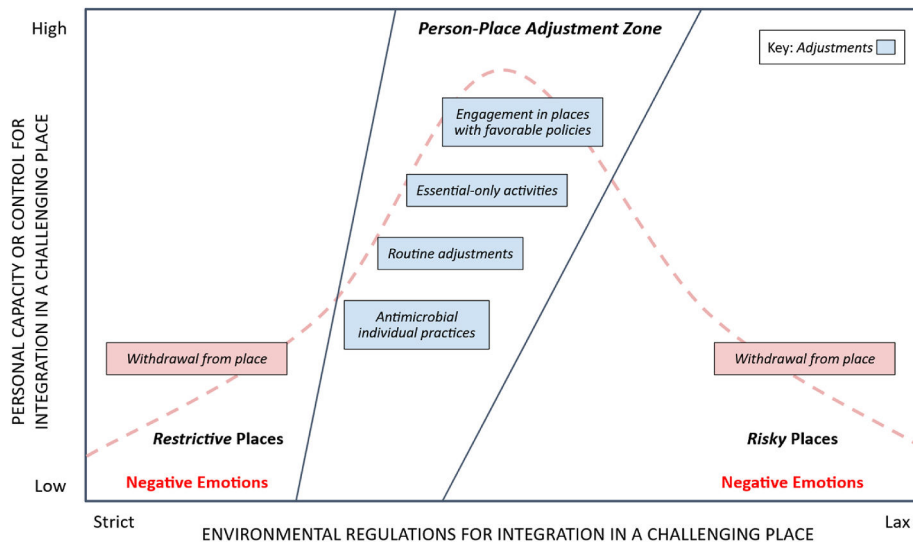 High
Person-Place Adjustment Zone
Key: Adjustments
PERSONAL CAPACITY OR CONTROL FOR
INTEGRATION IN A CHALLENGING PLACE
Engagement in places
with favorable policies
Essential-only activities
Routine adjustments
Antimicrobial
individual practices
Withdrawal from place
Withdrawal from place
Restrictive Places
Risky Places
Negative Emotions
Negative Emotions
Low
Strict
Lax
ENVIRONMENTAL REGULATIONS FOR INTEGRATION IN A CHALLENGING PLACE